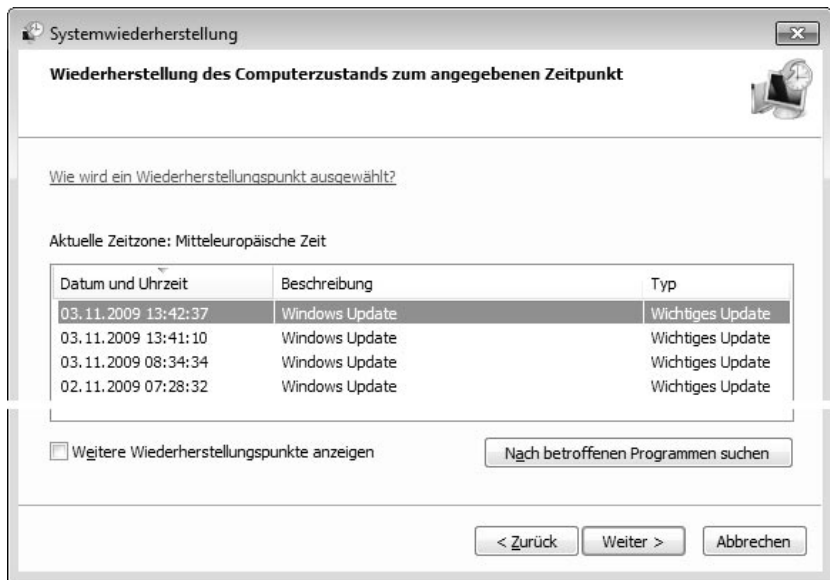 Systemwiederherstellung
Wiederherstellung des Computerzustands zum angegebenen Zeitpunkt
Wie wird ein Wiederherstellungspunkt ausgewählt?
Aktuelle Zeitzone: Mitteleuropäische Zeit
Datum und Uhrzeit Beschreibung Typ
03.11.2009 13:42:37 Windows Update Wichtiges Update
03.11.2009 13:41:10 Windows Update Wichtiges Update
03.11.2009 08:34:34 Windows Update Wichtiges Update
02.11.2009 07:28:32 Windows Update Wichtiges Update
Weitere Wiederherstellungspunkte anzeigen Nach betroffenen Programmen suchen
< Zurück Weiter > Abbrechen